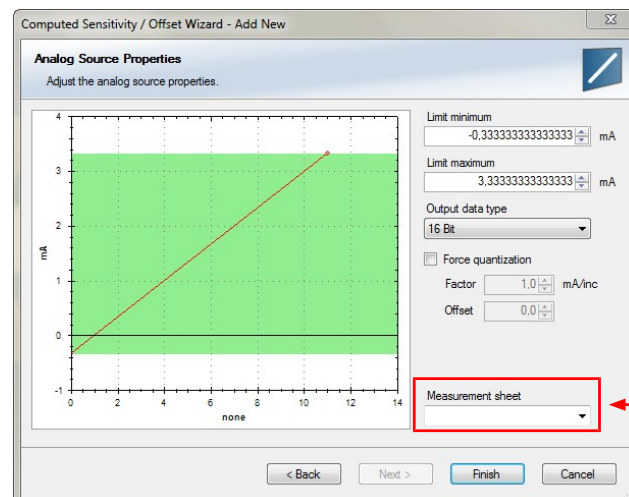 Computed Sensitivity / Offset Wizard - Add New
Analog Source Properties
Adjust the analog source properties.
4
3
2
1
0
-1
mA
0 2 4 6 8 10 12 14
none
Limit minimum
-0,333333333333333 mA
Limit maximum
3,33333333333333 mA
Output data type
16 Bit
Force quantization
Factor 1,0 mA/inc
Offset 0,0
Measurement sheet
< Back Next > Finish Cancel